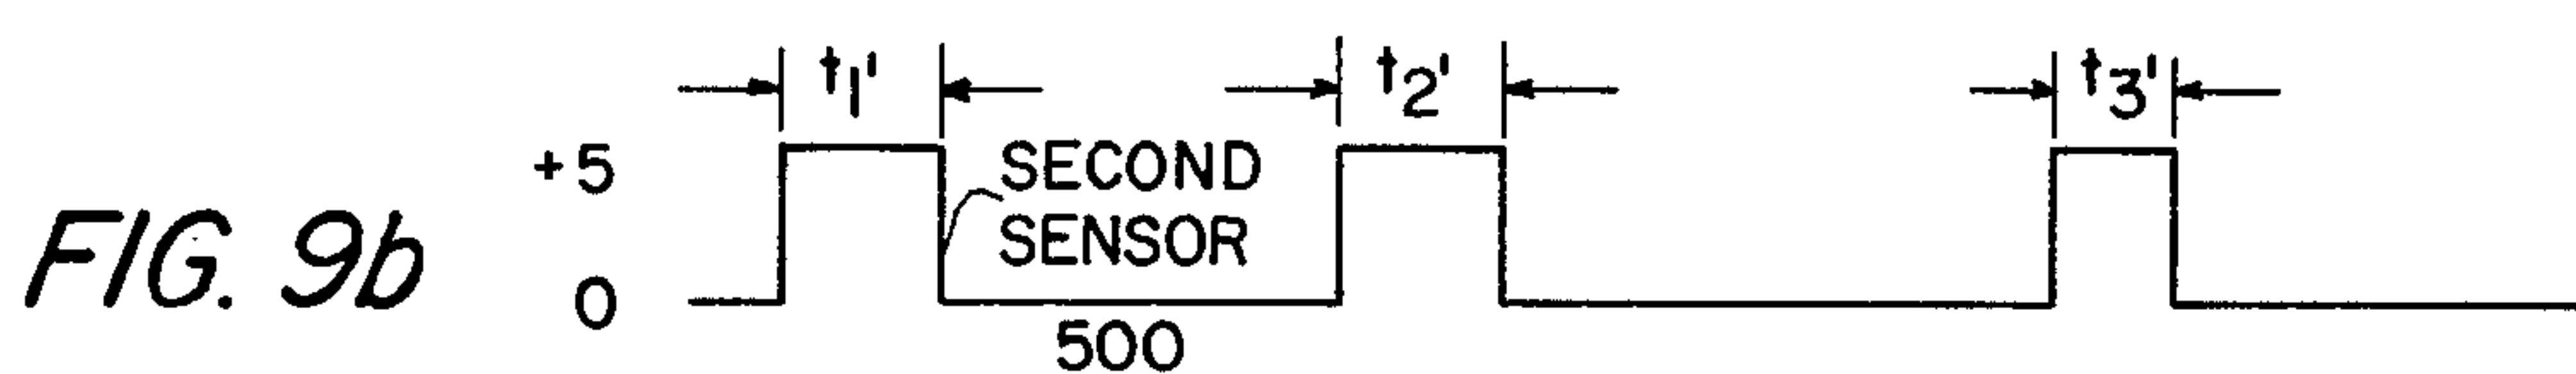 t1' t2' t3'
+5
SECOND
SENSOR
FIG. 9b
0
500